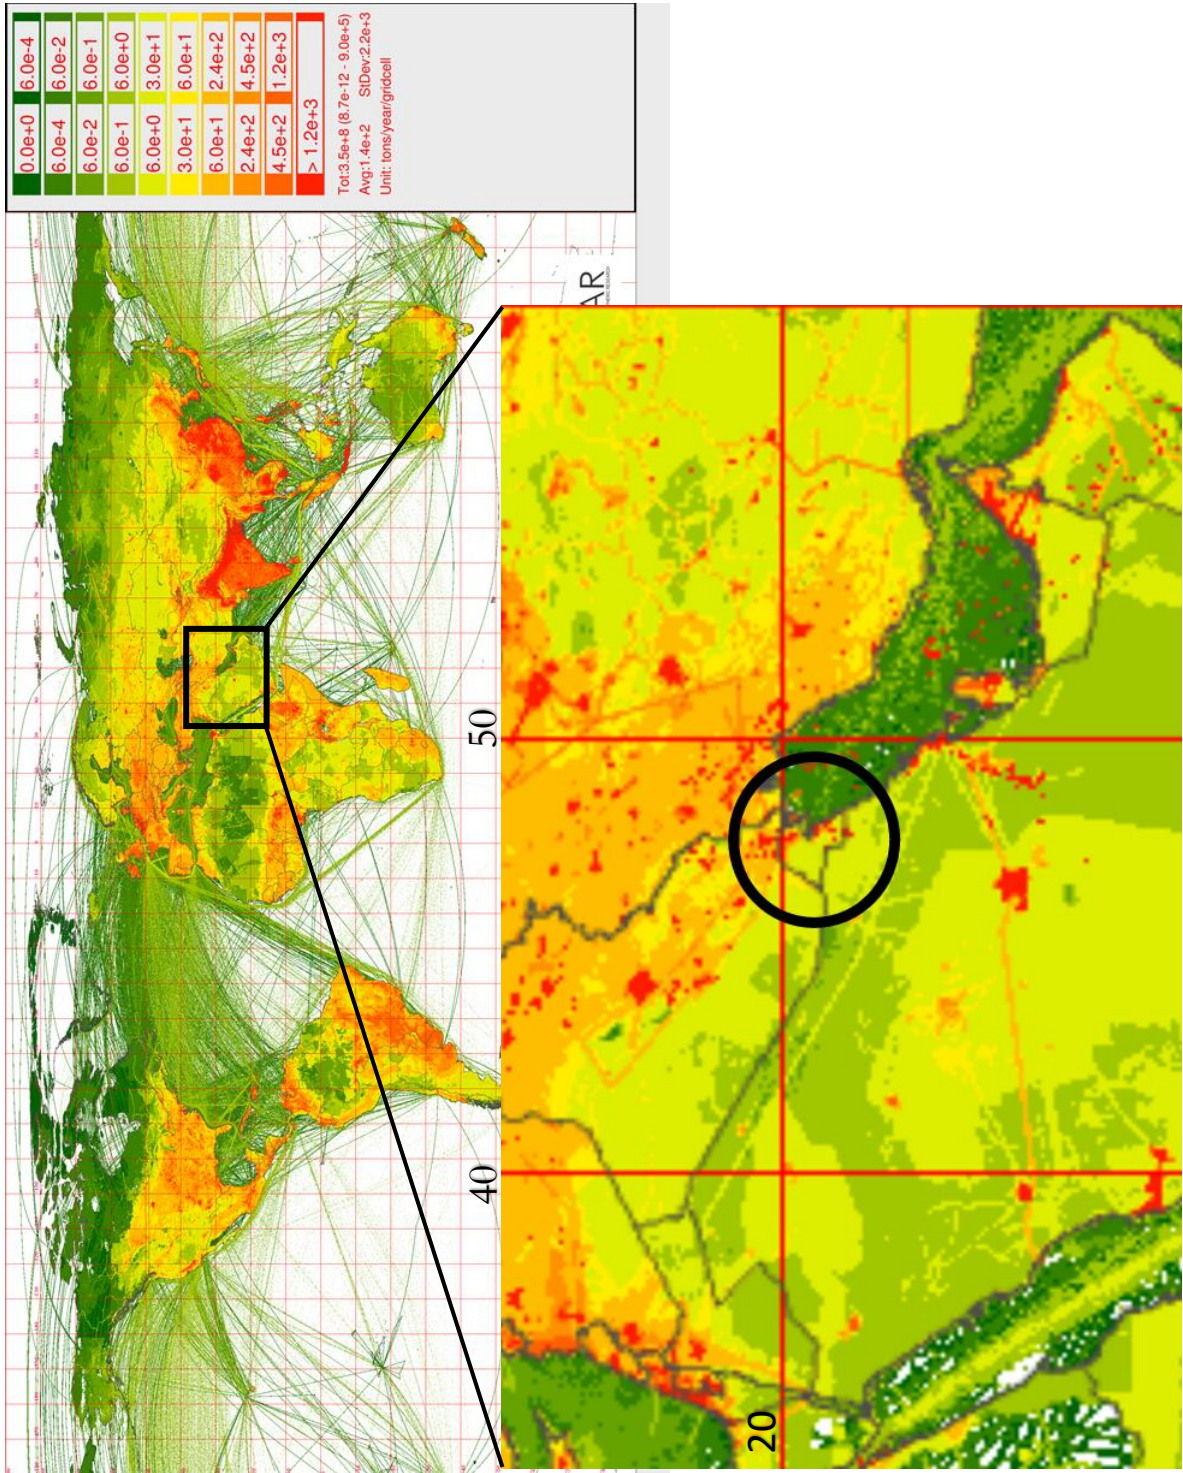 0.0e+0 6.0e-4
6.0e-4 6.0e-2
6.0e-2 6.0e-1
6.0e-1 6.0e+0
6.0e+0 3.0e+1
3.0e+1 6.0e+1
6.0e+1 2.4e+2
2.4e+2 4.5e+2
4.5e+2 1.2e+3
> 1.2e+3
Tot:3.5e+8 (8.7e-12 - 9.0e+5)
Avg:1.4e+2 StDev:2.2e+3
Unit: tons/year/gridcell
AR
50
40
20